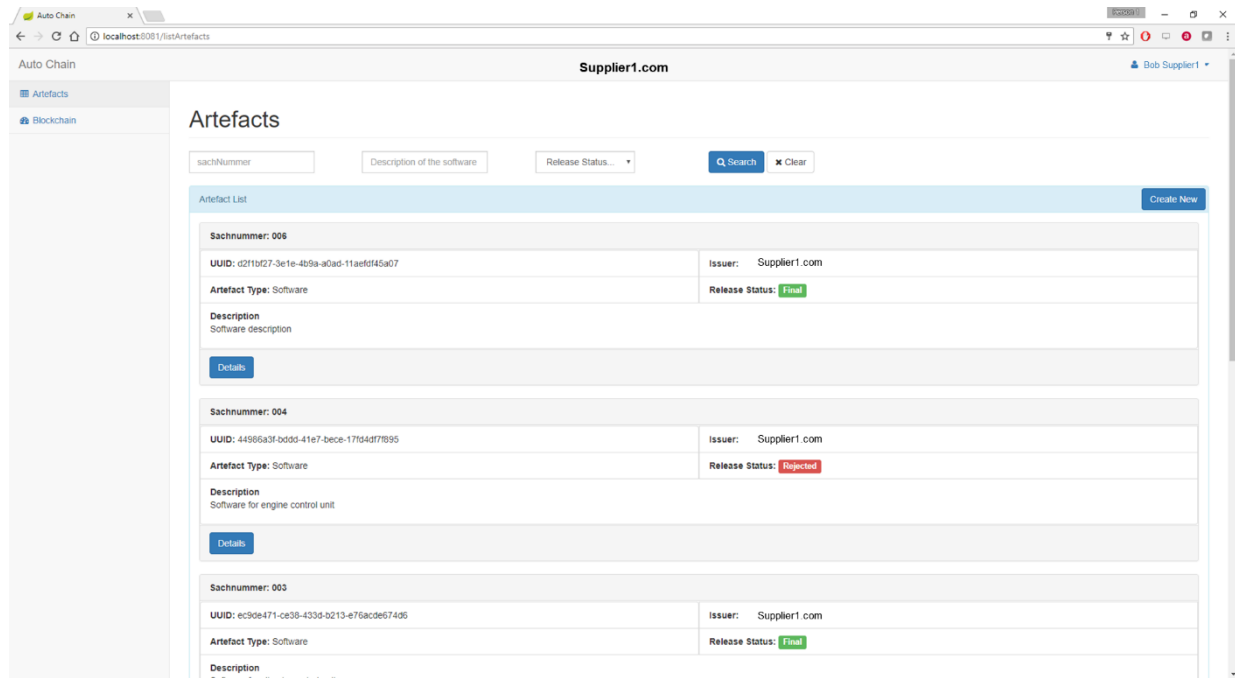 Auto Chain
localhost:8081/listArtefacts
Auto Chain
Supplier1.com
Bob Supplier1
Artefacts
Blockchain
Artefacts
sachNummer
Description of the software
Release Status...
Search
Clear
Artefact List
Create New
Sachnummer: 006
UUID: d2f1bf27-3e1e-4b9a-a0ad-11aefdf45a07
Issuer: Supplier1.com
Artefact Type: Software
Release Status: Final
Description
Software description
Details
Sachnummer: 004
UUID: 44986a3f-bddd-41e7-bece-17fd4df7f895
Issuer: Supplier1.com
Artefact Type: Software
Release Status: Rejected
Description
Software for engine control unit
Details
Sachnummer: 003
UUID: ec9de471-ce38-433d-b213-e76acde674d6
Issuer: Supplier1.com
Artefact Type: Software
Release Status: Final
Description